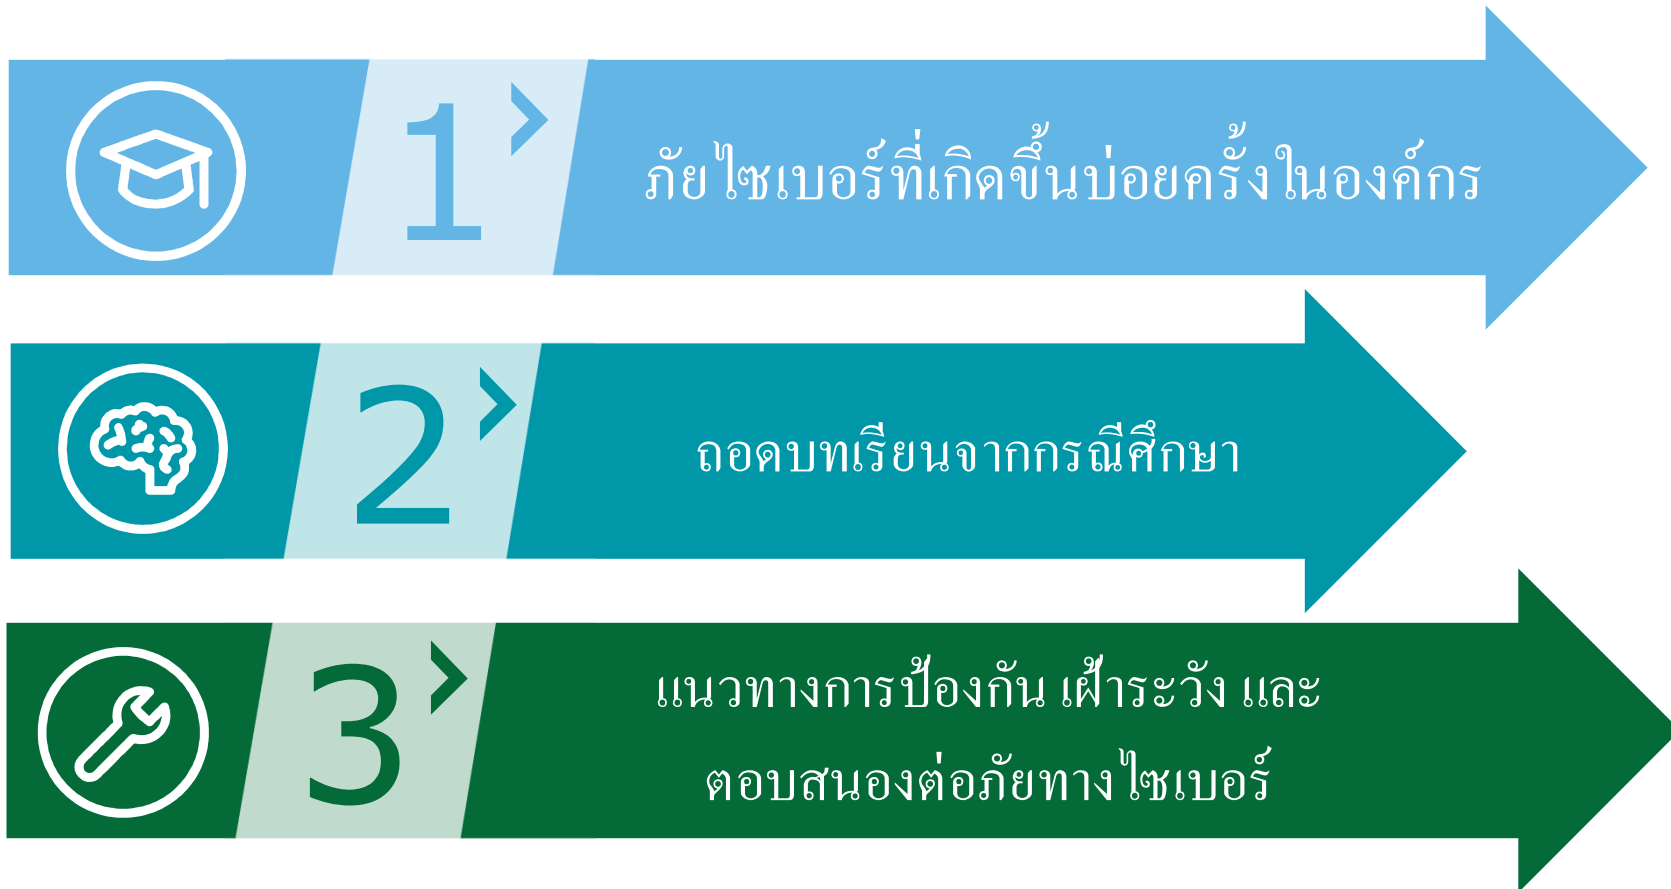 1
ภัยไซเบอร์ที่เกิดขึ้นบ่อยครั้งในองค์กร
2
ถอดบทเรียนจากกรณีศึกษา
3
แนวทางการป้องกัน เฝ้าระวัง และ
ตอบสนองต่อภัยทางไซเบอร์